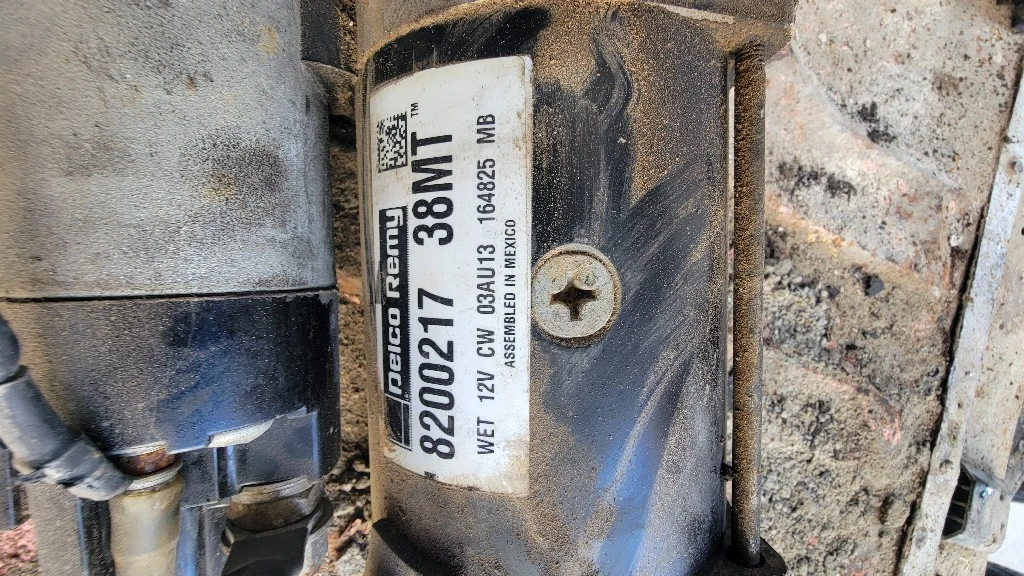 Delco Remy
8200217 38MT™
WET 12V CW 03AU13 164825 MB
ASSEMBLED IN MEXICO